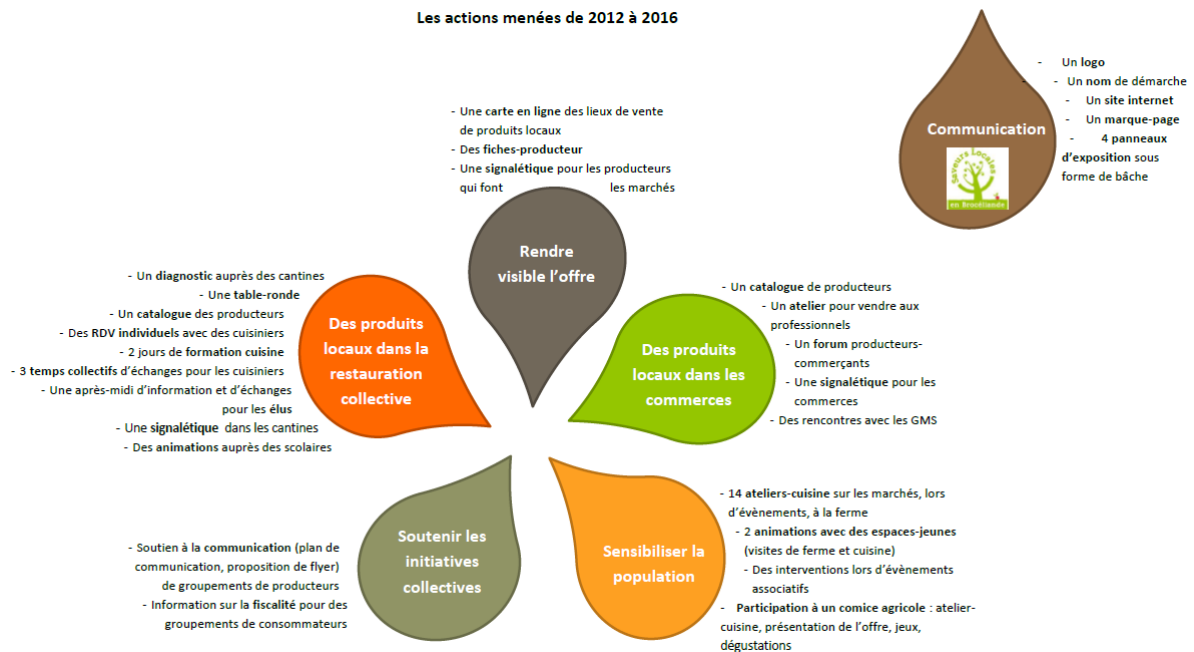 Les actions menées de 2012 à 2016
- Une carte en ligne des lieux de vente
de produits locaux
- Des fiches-producteur
- Une signalétique pour les producteurs
qui font les marchés
Rendre
visible l’offre
- Un logo
- Un nom de démarche
- Un site internet
- Un marque-page
- 4 panneaux
d’exposition sous
forme de bâche
Communication
Saveurs Locales
en Brocéliande
- Un diagnostic auprès des cantines
- Une table-ronde
- Un catalogue des producteurs
- Des RDV individuels avec des cuisiniers
- 2 jours de formation cuisine
- 3 temps collectifs d’échanges pour les cuisiniers
- Une après-midi d’information et d’échanges
pour les élus
- Une signalétique dans les cantines
- Des animations auprès des scolaires
Des produits
locaux dans la
restauration
collective
- Un catalogue de producteurs
- Un atelier pour vendre aux
professionnels
- Un forum producteurs-
commerçants
- Une signalétique pour les
commerces
- Des rencontres avec les GMS
Des produits
locaux dans les
commerces
- Soutien à la communication (plan de
communication, proposition de flyer)
de groupements de producteurs
- Information sur la fiscalité pour des
groupements de consommateurs
Soutenir les
initiatives
collectives
Sensibiliser la
population
- 14 ateliers-cuisine sur les marchés, lors
d’évènements, à la ferme
- 2 animations avec des espaces-jeunes
(visites de ferme et cuisine)
- Des interventions lors d’évènements
associatifs
- Participation à un comice agricole : atelier-
cuisine, présentation de l’offre, jeux,
dégustations